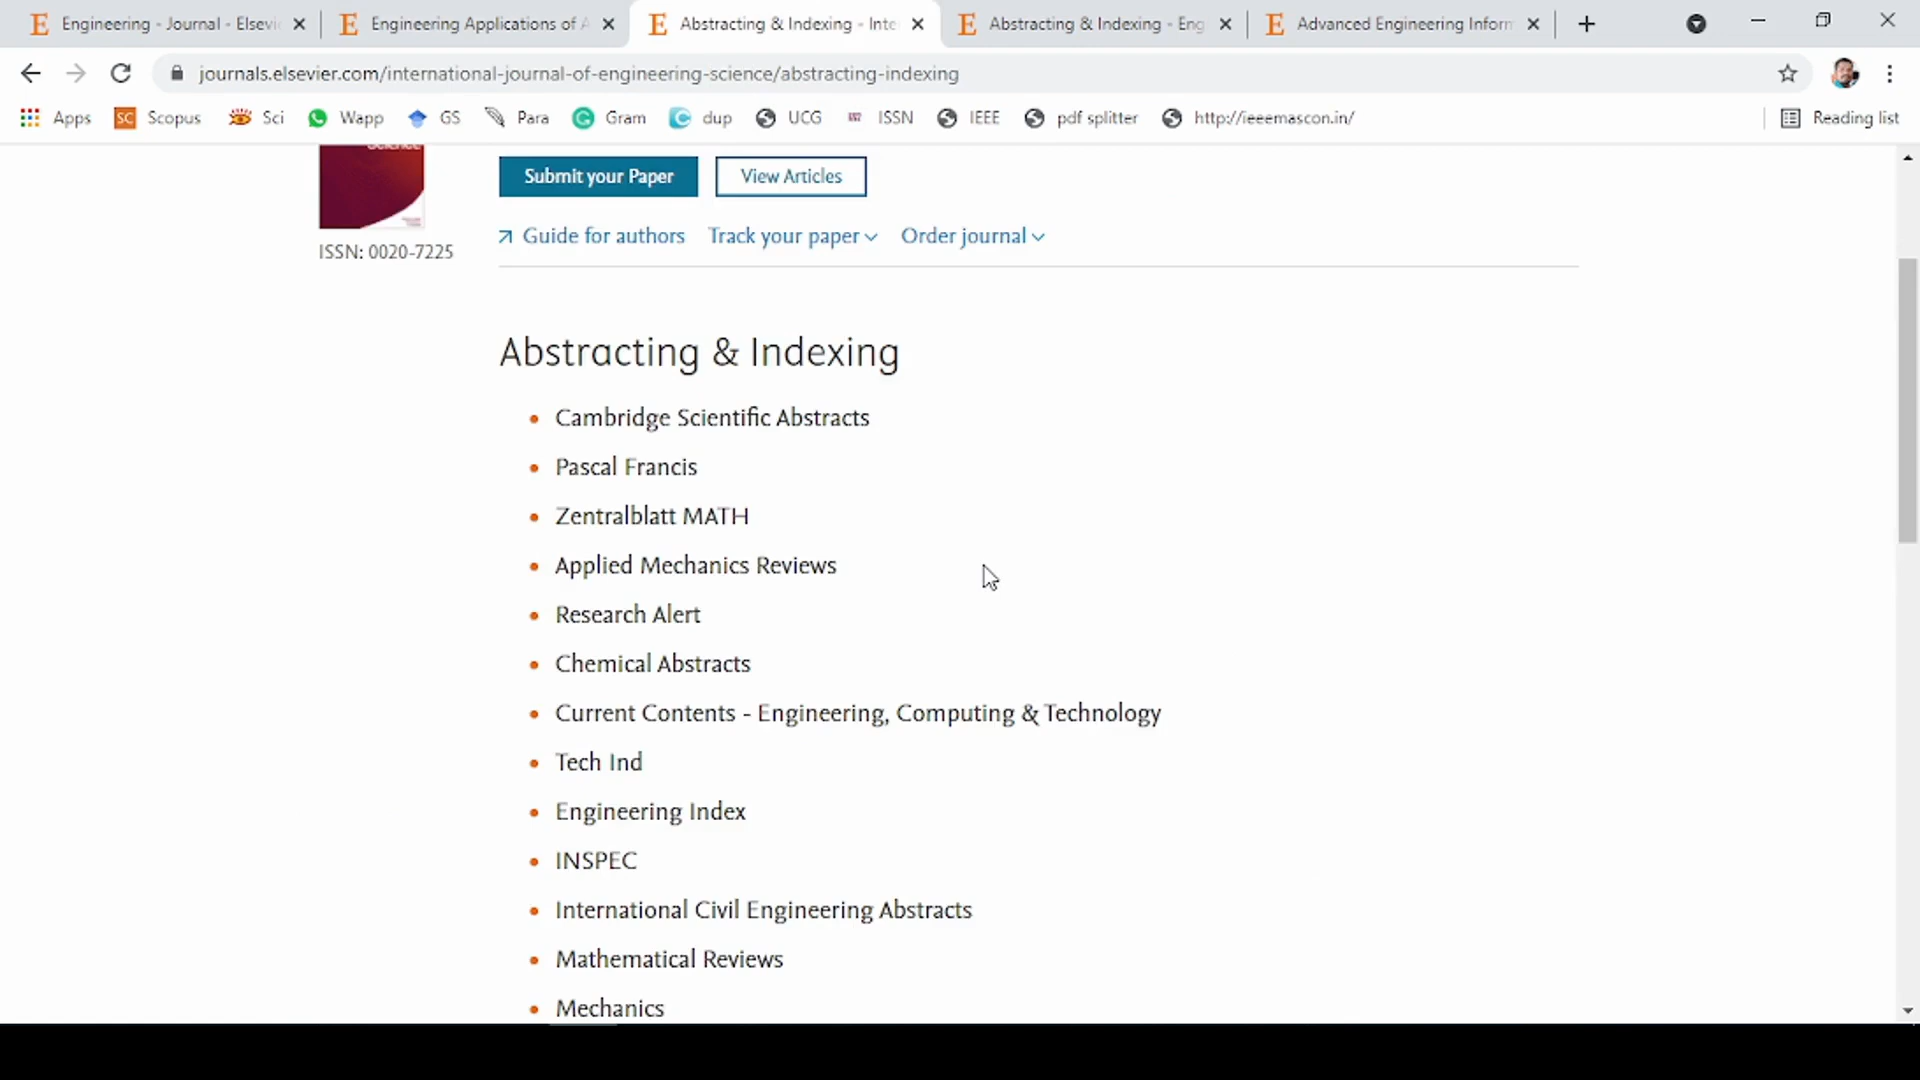 Engineering - Journal - Elsevi
Engineering Applications of A
Abstracting & Indexing - Inte
Abstracting & Indexing - Eng
Advanced Engineering Inform
journals.elsevier.com/international-journal-of-engineering-science/abstracting-indexing
Apps
SC Scopus
Sci
Wapp
GS
Para
Gram
dup
UCG
ISSN
IEEE
pdf splitter
http://ieeemascon.in/
Reading list
Science
Submit your Paper
View Articles
Guide for authors
Track your paper
Order journal
ISSN: 0020-7225
Abstracting & Indexing
• Cambridge Scientific Abstracts
• Pascal Francis
• Zentralblatt MATH
• Applied Mechanics Reviews
• Research Alert
• Chemical Abstracts
• Current Contents - Engineering, Computing & Technology
• Tech Ind
• Engineering Index
• INSPEC
• International Civil Engineering Abstracts
• Mathematical Reviews
• Mechanics